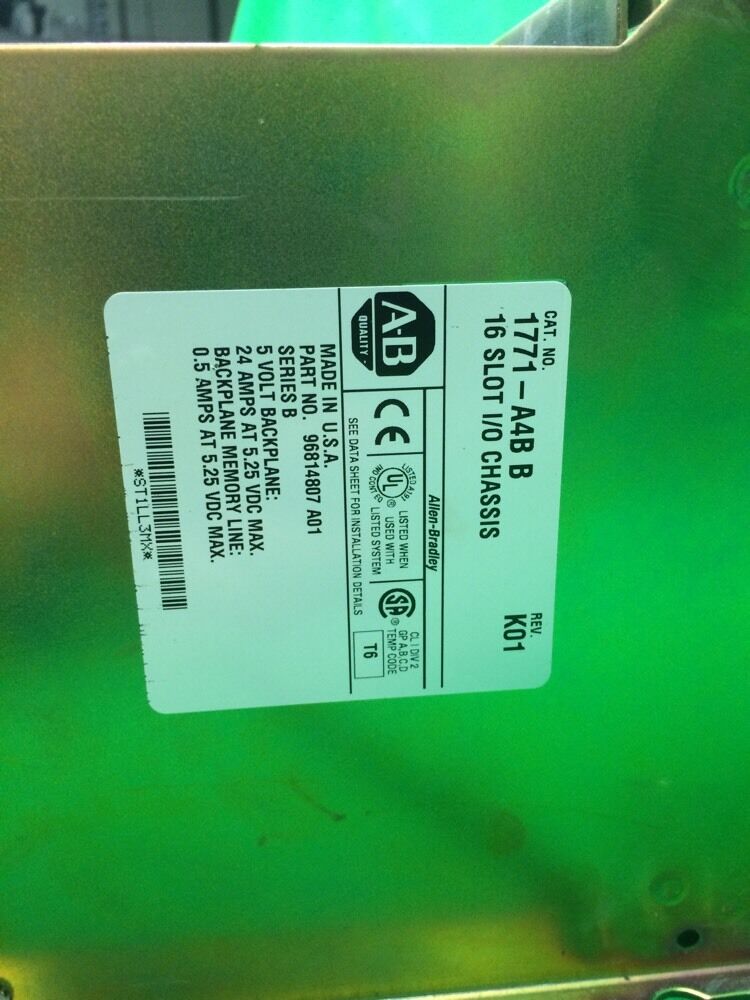 CAT. NO.
REV.
1771-A4B B
K01
16 SLOT I/O CHASSIS
Allen-Bradley
A-B
QUALITY
CE
LISTED
UL
®
LISTED WHEN
USED WITH
LISTED SYSTEM
SA
®
CL I DIV 2
GP A,B,C,D
TEMP CODE
T6
SEE DATA SHEET FOR INSTALLATION DETAILS
MADE IN U.S.A.
PART NO. 96814807 A01
SERIES B
5 VOLT BACKPLANE:
24 AMPS AT 5.25 VDC MAX.
BACKPLANE MEMORY LINE:
0.5 AMPS AT 5.25 VDC MAX.
*ST1LL3MX*